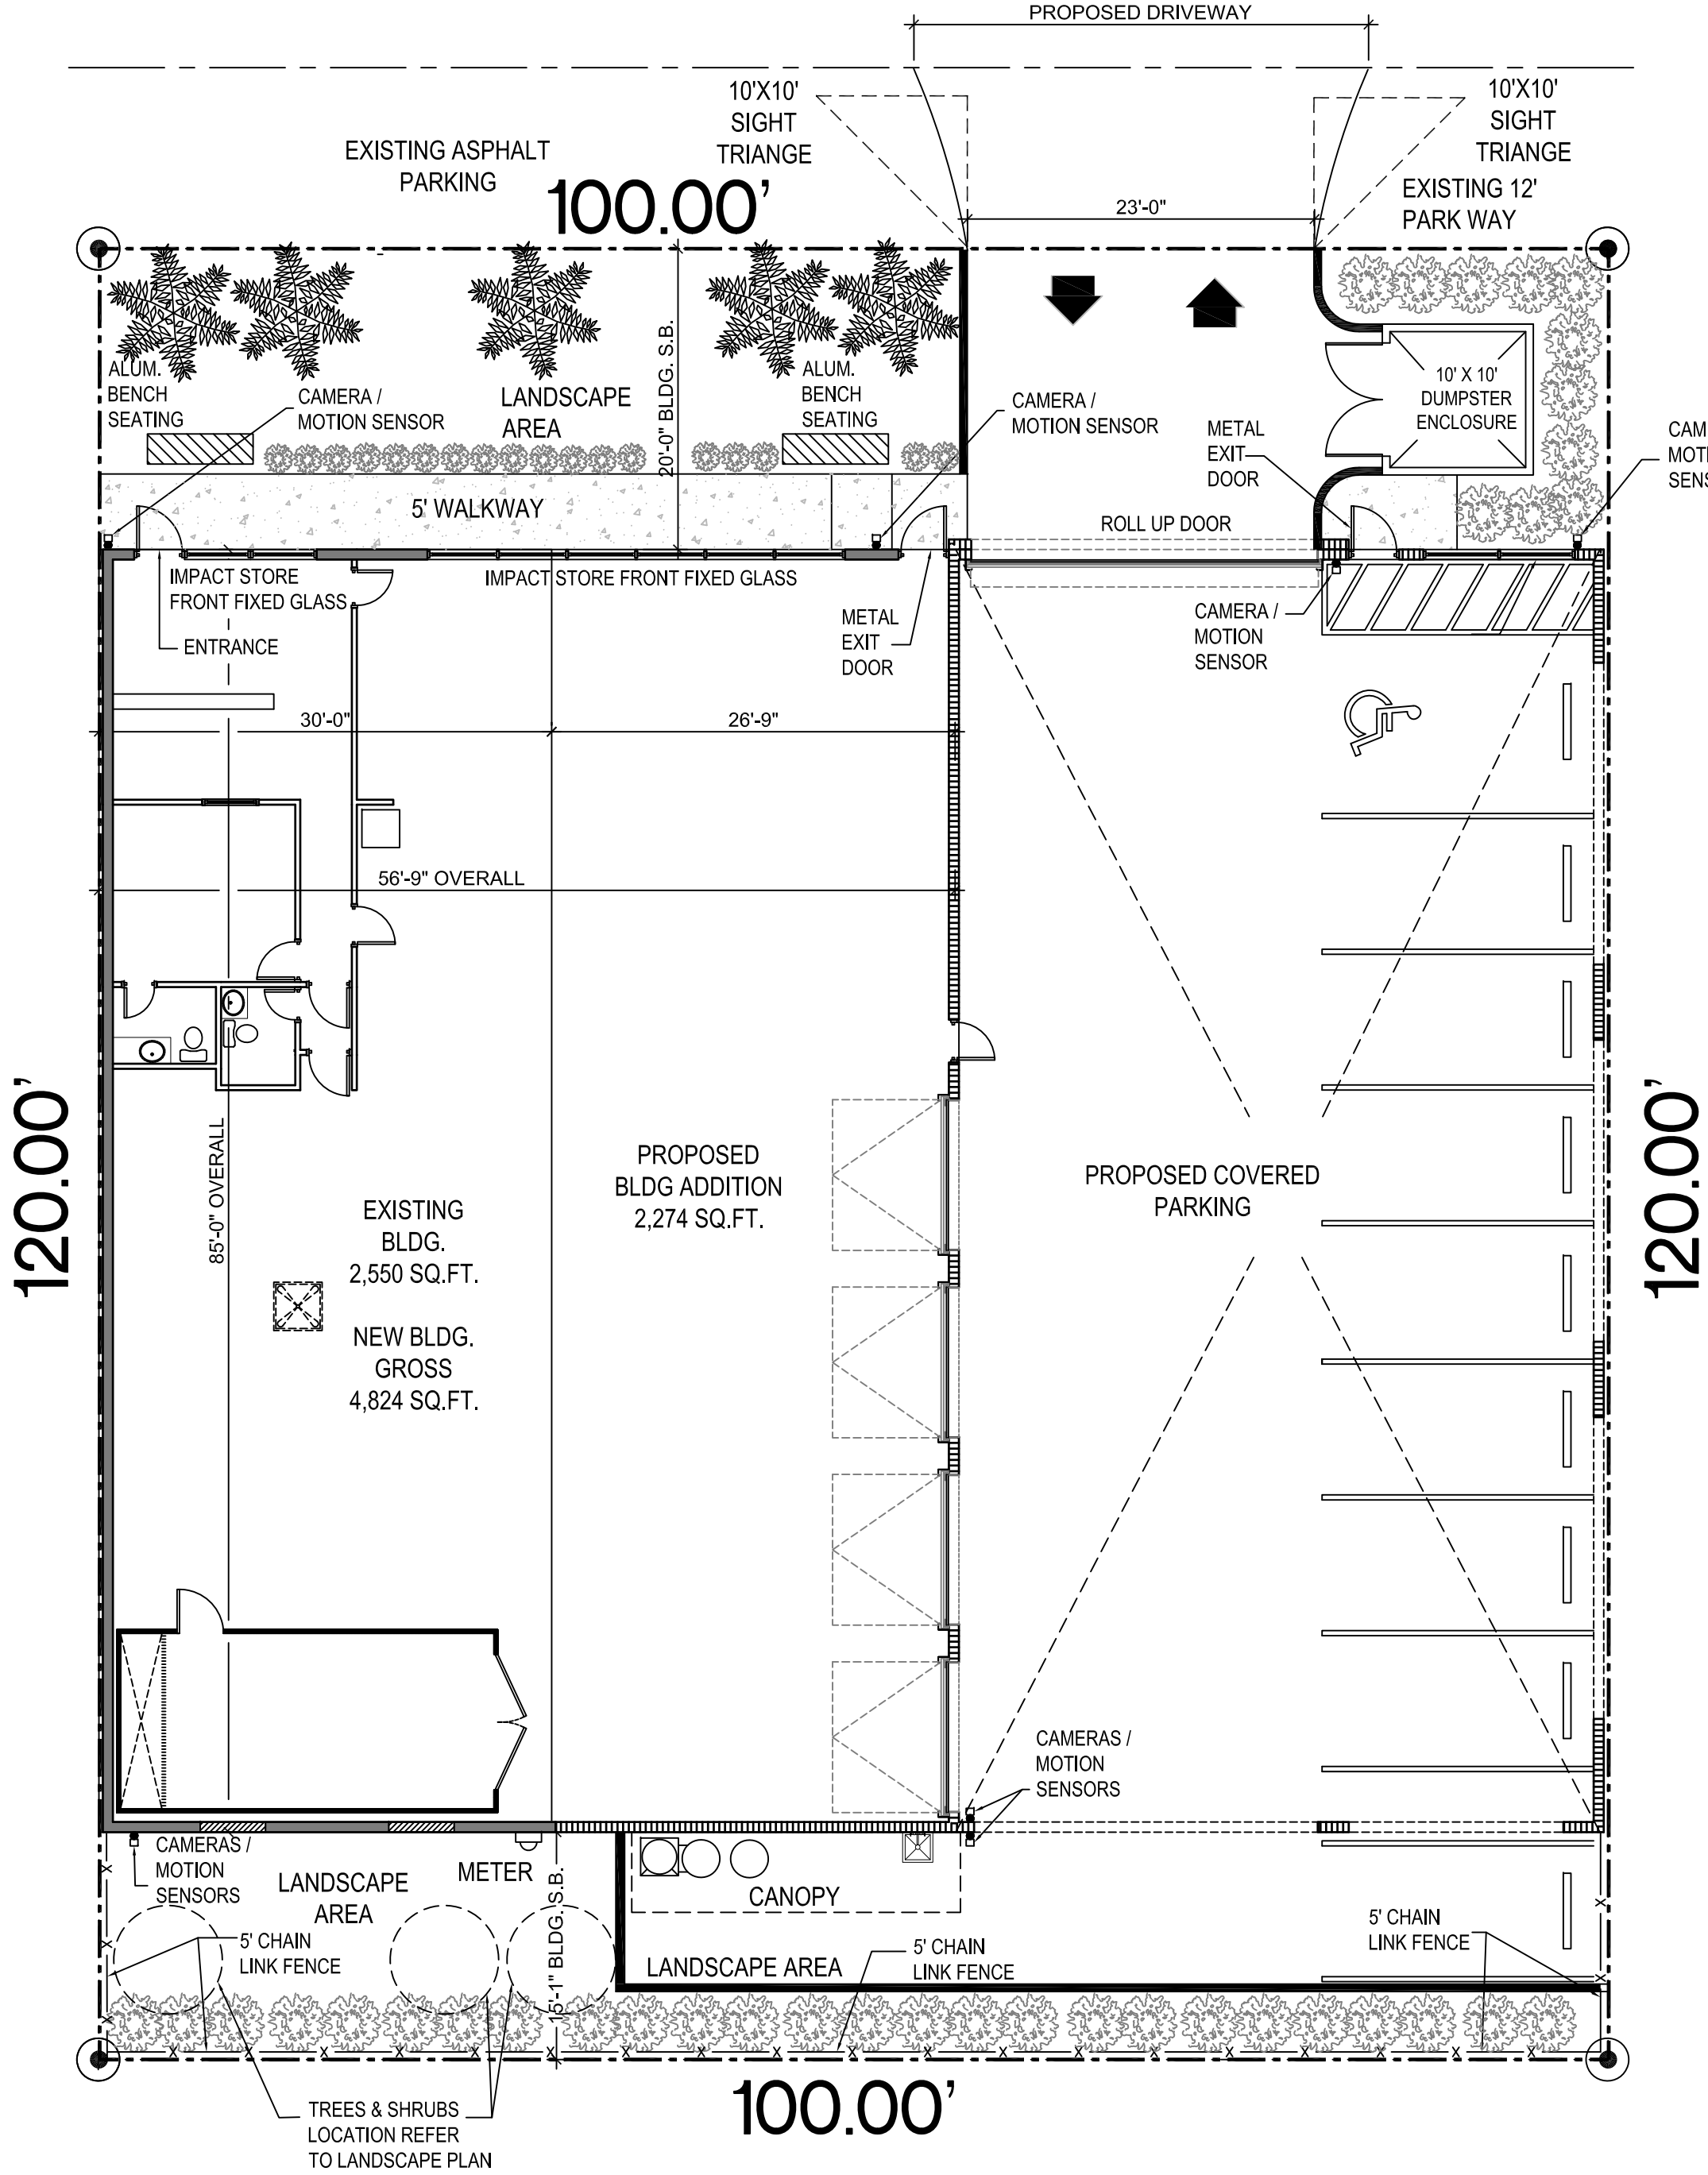 PROPOSED DRIVEWAY
10'X10'
SIGHT
TRIANGE
10'X10'
SIGHT
TRIANGE
EXISTING ASPHALT
PARKING
100.00'
EXISTING 12'
PARK WAY
23'-0"
20'-0" BLDG. S.B.
ALUM.
BENCH
SEATING
CAMERA /
MOTION SENSOR
LANDSCAPE
AREA
ALUM.
BENCH
SEATING
CAMERA /
MOTION SENSOR
10' X 10'
DUMPSTER
ENCLOSURE
METAL
EXIT
DOOR
CAM
MOTI
SENS
5' WALKWAY
ROLL UP DOOR
IMPACT STORE
FRONT FIXED GLASS
IMPACT STORE FRONT FIXED GLASS
ENTRANCE
METAL
EXIT
DOOR
CAMERA /
MOTION
SENSOR
30'-0"
26'-9"
56'-9" OVERALL
120.00'
85'-0" OVERALL
PROPOSED
BLDG ADDITION
2,274 SQ.FT.
PROPOSED COVERED
PARKING
120.00'
EXISTING
BLDG.
2,550 SQ.FT.
NEW BLDG.
GROSS
4,824 SQ.FT.
CAMERAS /
MOTION
SENSORS
CAMERAS /
MOTION
SENSORS
LANDSCAPE
AREA
METER
15'-1" BLDG. S.B.
CANOPY
5' CHAIN
LINK FENCE
LANDSCAPE AREA
5' CHAIN
LINK FENCE
5' CHAIN
LINK FENCE
100.00'
TREES & SHRUBS
LOCATION REFER
TO LANDSCAPE PLAN